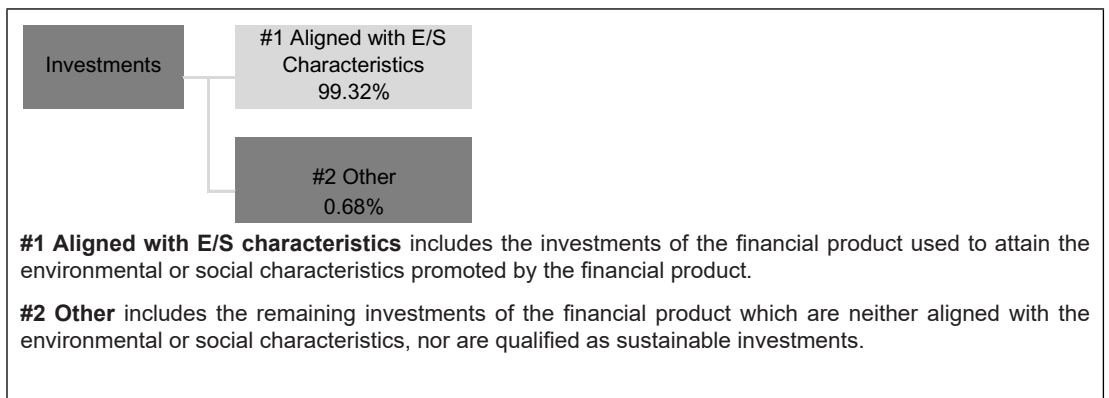 Investments
#1 Aligned with E/S
Characteristics
99.32%
#2 Other
0.68%
#1 Aligned with E/S characteristics includes the investments of the financial product used to attain the
environmental or social characteristics promoted by the financial product.
#2 Other includes the remaining investments of the financial product which are neither aligned with the
environmental or social characteristics, nor are qualified as sustainable investments.